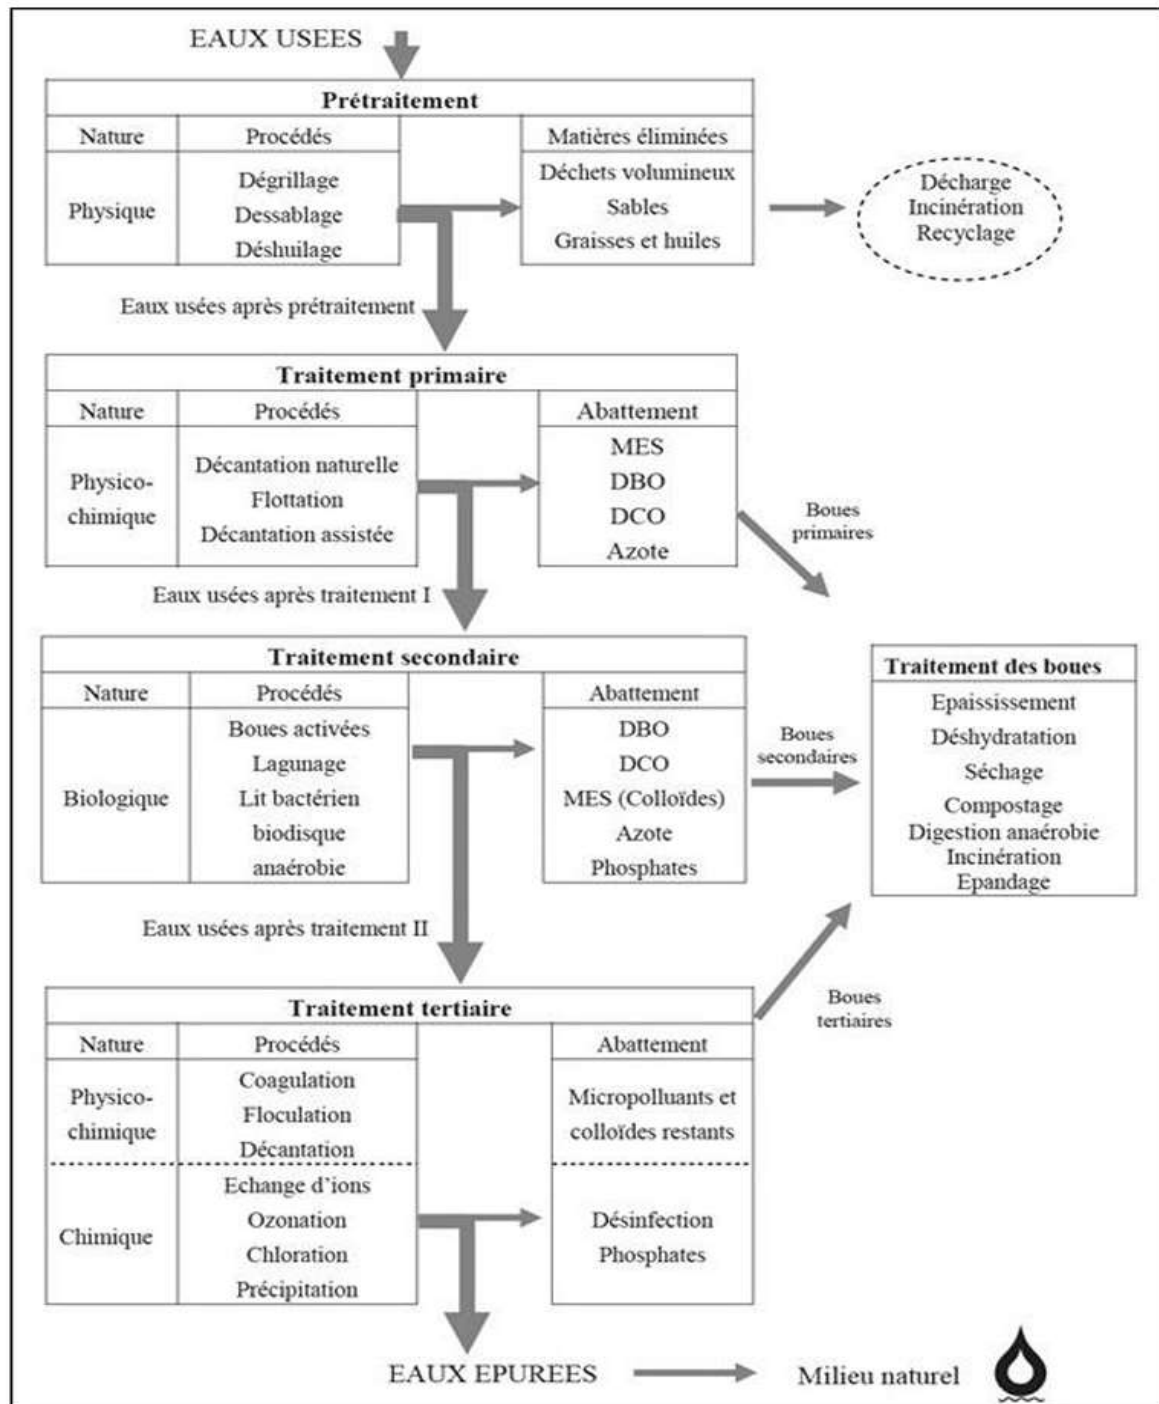 EAUX USEES
Prétraitement
Nature
Procédés
Matières éliminées
Physique
Dégrillage
Dessablage
Déshuilage
Déchets volumineux
Sables
Graisses et huiles
Décharge
Incinération
Recyclage
Eaux usées après prétraitement
Traitement primaire
Nature
Procédés
Abattement
Physico-
chimique
Décantation naturelle
Flottation
Décantation assistée
MES
DBO
DCO
Azote
Boues
primaires
Eaux usées après traitement I
Traitement secondaire
Nature
Procédés
Abattement
Biologique
Boues activées
Lagunage
Lit bactérien
biodisque
anaérobie
DBO
DCO
MES (Colloïdes)
Azote
Phosphates
Boues
secondaires
Traitement des boues
Epaississement
Déshydratation
Séchage
Compostage
Digestion anaérobie
Incinération
Epandage
Eaux usées après traitement II
Boues
tertiaires
Traitement tertiaire
Nature
Procédés
Abattement
Physico-
chimique
Coagulation
Floculation
Décantation
Micropolluants et
colloïdes restants
Chimique
Echange d'ions
Ozonation
Chloration
Précipitation
Désinfection
Phosphates
EAUX EPUREES
Milieu naturel